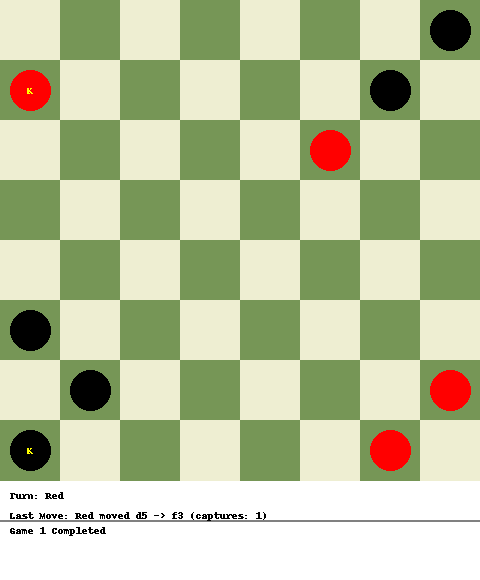 K
K
Turn: Red
Last Move: Red moved d5 -> f3 (captures: 1)
Game 1 Completed